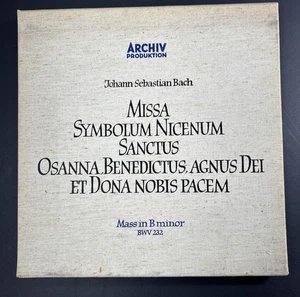 ARCHIV
PRODUKTION
Johann Sebastian Bach
MISSA
SYMBOLUM NICENUM
SANCTUS
OSANNA, BENEDICTUS, AGNUS DEI
ET DONA NOBIS PACEM
Mass in B minor
BWV 232